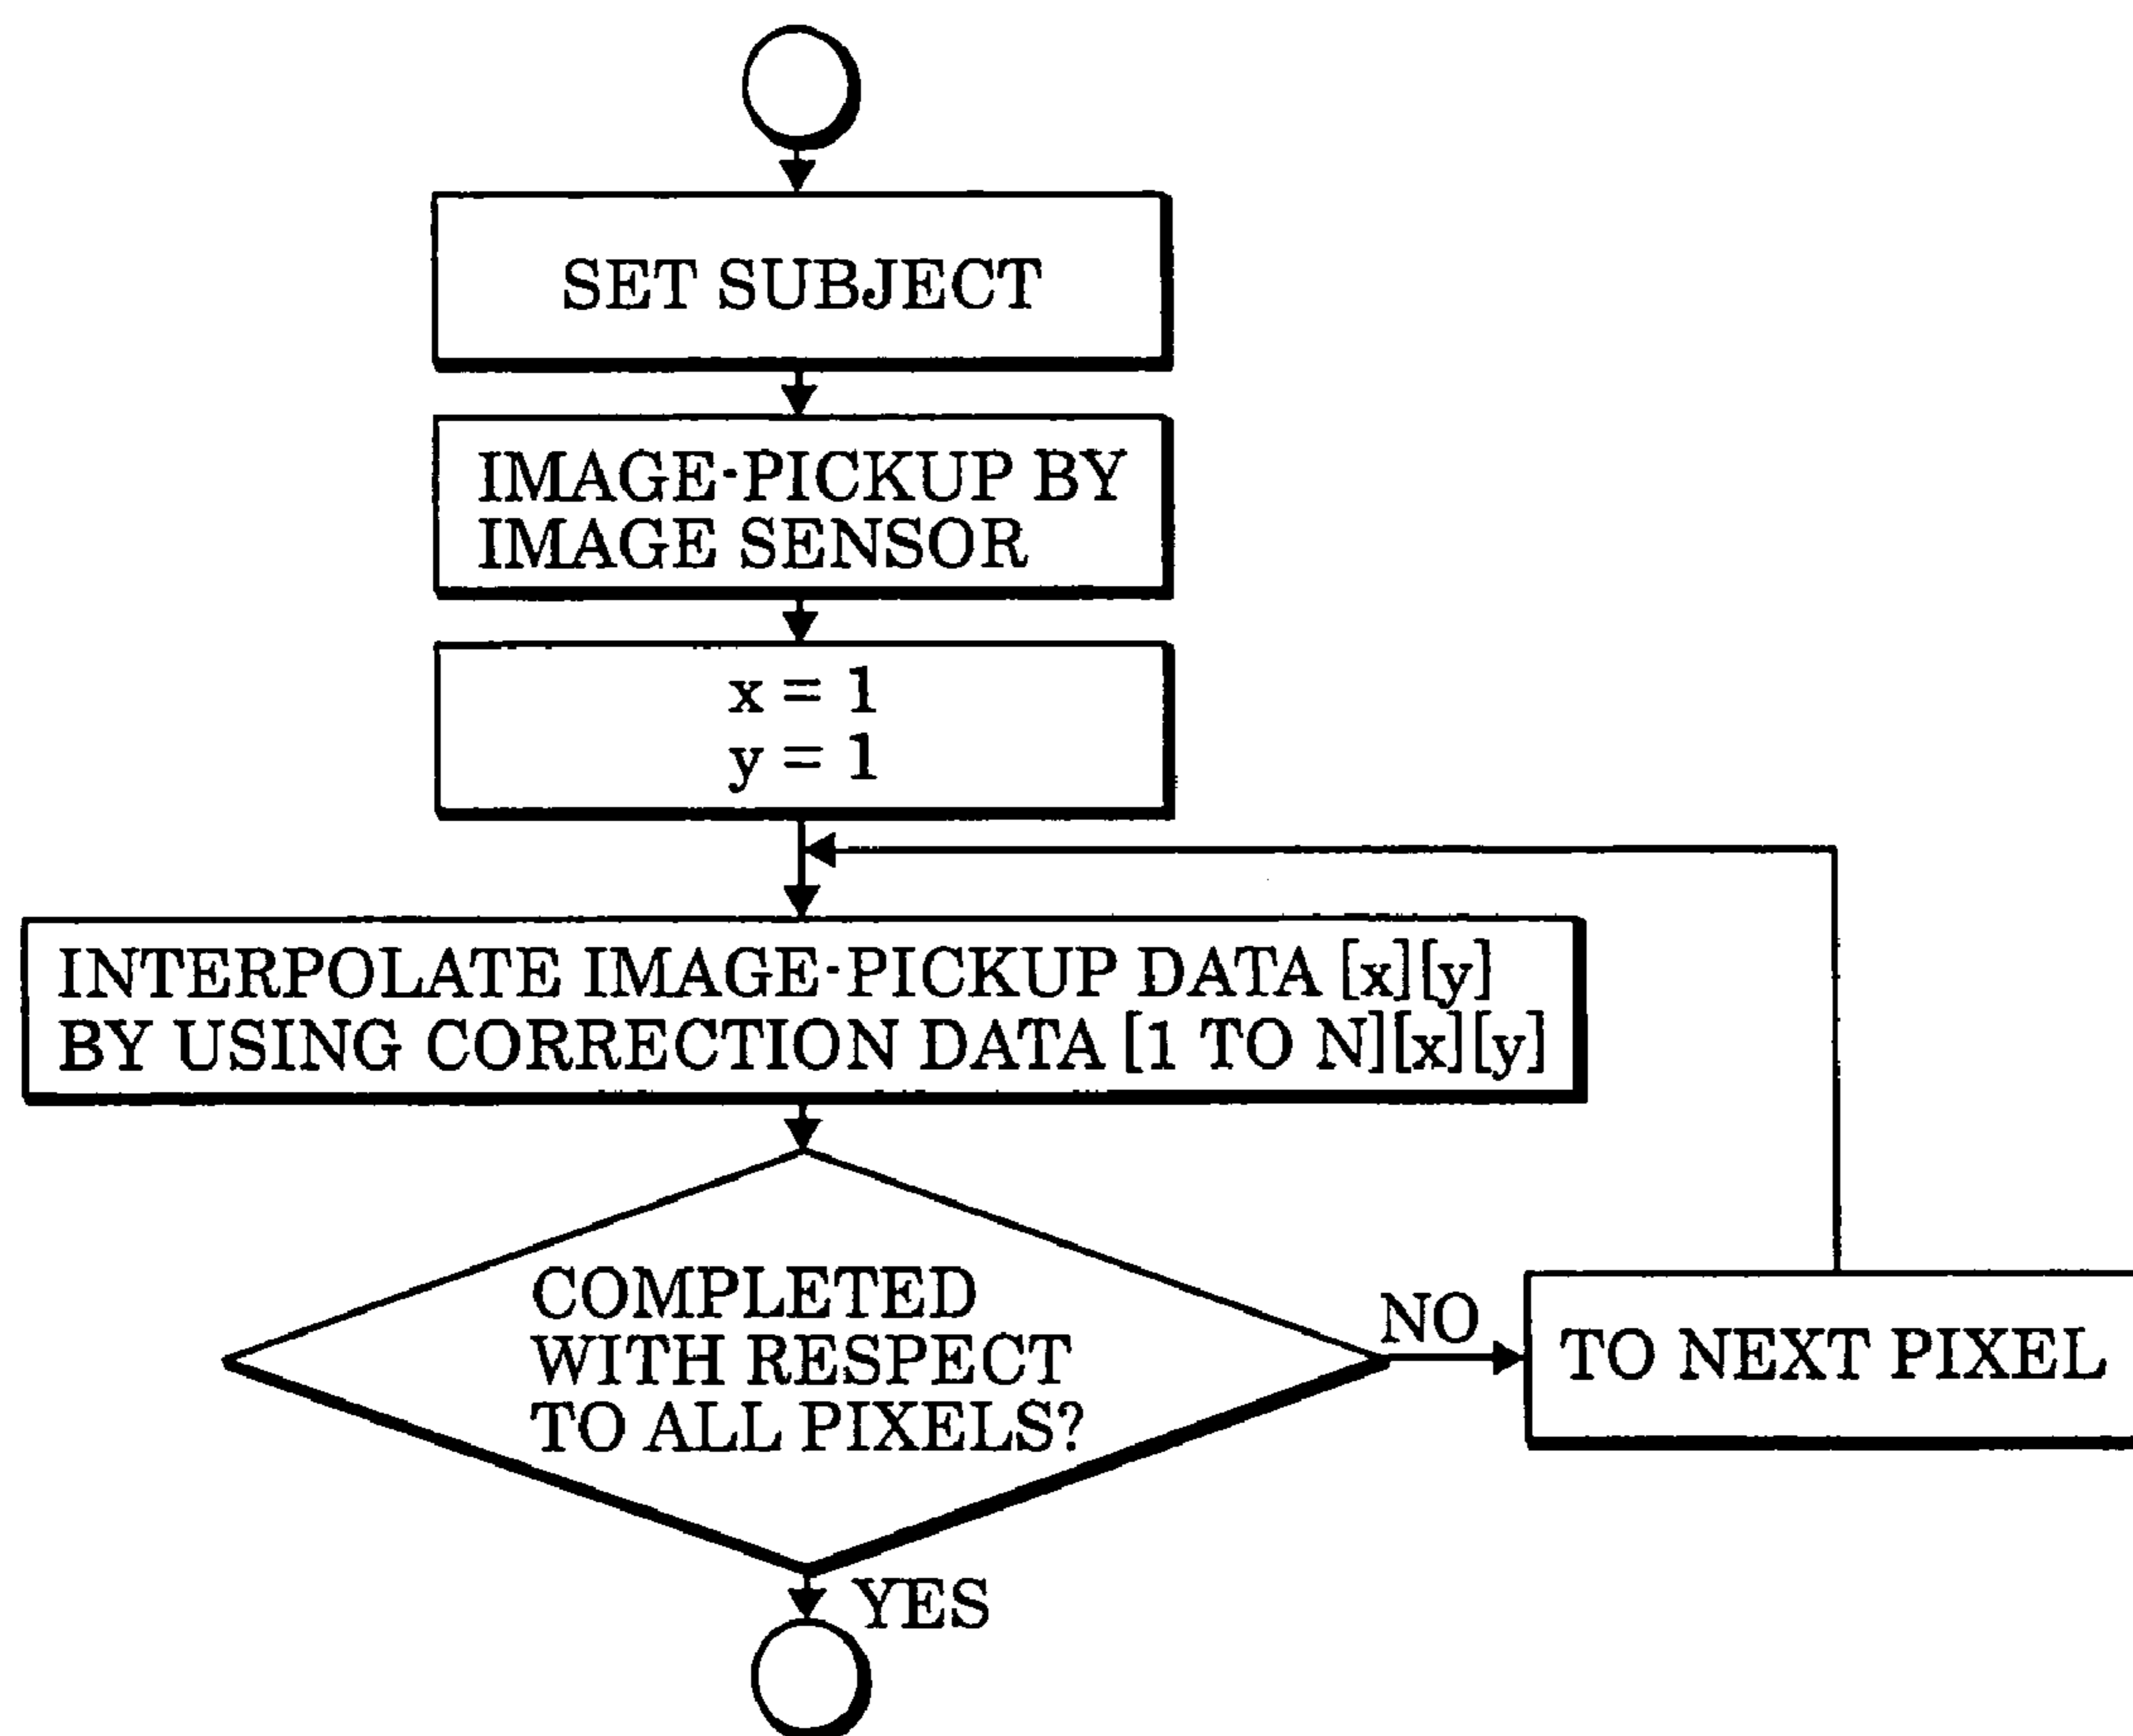 SET SUBJECT
IMAGE-PICKUP BY
IMAGE SENSOR
x = 1
y = 1
INTERPOLATE IMAGE-PICKUP DATA [x][y]
BY USING CORRECTION DATA [1 TO N][x][y]
COMPLETED
WITH RESPECT
TO ALL PIXELS?
NO
TO NEXT PIXEL
YES